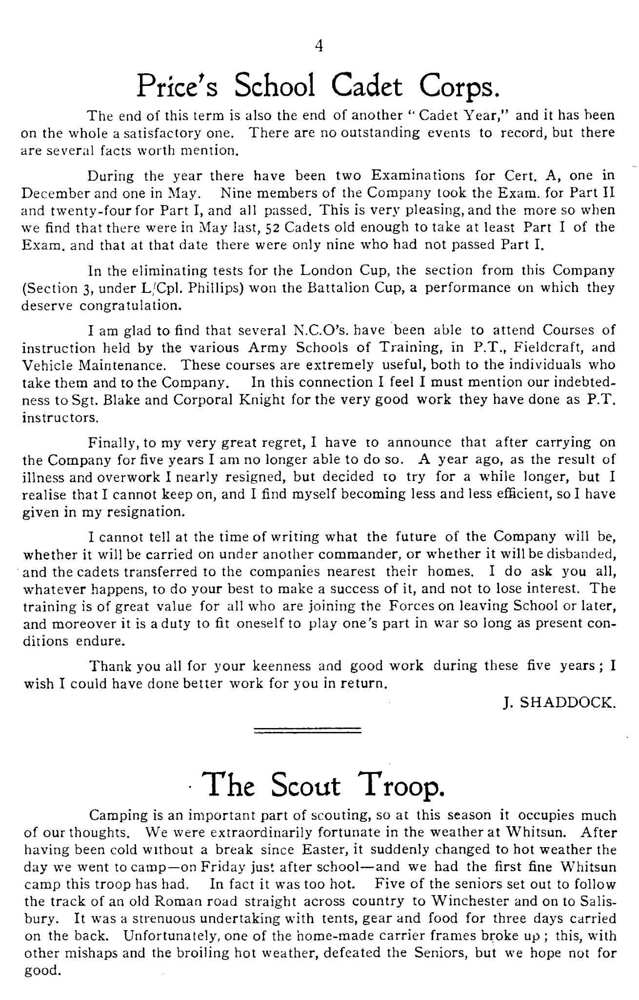 4
Price's School Cadet Corps.
The end of this term is also the end of another " Cadet Year," and it has been
on the whole a satisfactory one. There are no outstanding events to record, but there
are several facts worth mention.
During the year there have been two Examinations for Cert. A, one in
December and one in May. Nine members of the Company took the Exam. for Part II
and twenty-four for Part I, and all passed. This is very pleasing, and the more so when
we find that there were in May last, 52 Cadets old enough to take at least Part I of the
Exam. and that at that date there were only nine who had not passed Part I.
In the eliminating tests for the London Cup, the section from this Company
(Section 3, under L/Cpl. Phillips) won the Battalion Cup, a performance on which they
deserve congratulation.
I am glad to find that several N.C.O's. have been able to attend Courses of
instruction held by the various Army Schools of Training, in P.T., Fieldcraft, and
Vehicle Maintenance. These courses are extremely useful, both to the individuals who
take them and to the Company. In this connection I feel I must mention our indebted-
ness to Sgt. Blake and Corporal Knight for the very good work they have done as P.T.
instructors.
Finally, to my very great regret, I have to announce that after carrying on
the Company for five years I am no longer able to do so. A year ago, as the result of
illness and overwork I nearly resigned, but decided to try for a while longer, but I
realise that I cannot keep on, and I find myself becoming less and less efficient, so I have
given in my resignation.
I cannot tell at the time of writing what the future of the Company will be,
whether it will be carried on under another commander, or whether it will be disbanded,
and the cadets transferred to the companies nearest their homes. I do ask you all,
whatever happens, to do your best to make a success of it, and not to lose interest. The
training is of great value for all who are joining the Forces on leaving School or later,
and moreover it is a duty to fit oneself to play one's part in war so long as present con-
ditions endure.
Thank you all for your keenness and good work during these five years ; I
wish I could have done better work for you in return.
J. SHADDOCK.
The Scout Troop.
Camping is an important part of scouting, so at this season it occupies much
of our thoughts. We were extraordinarily fortunate in the weather at Whitsun. After
having been cold without a break since Easter, it suddenly changed to hot weather the
day we went to camp—on Friday just after school—and we had the first fine Whitsun
camp this troop has had. In fact it was too hot. Five of the seniors set out to follow
the track of an old Roman road straight across country to Winchester and on to Salis-
bury. It was a strenuous undertaking with tents, gear and food for three days carried
on the back. Unfortunately, one of the home-made carrier frames broke up ; this, with
other mishaps and the broiling hot weather, defeated the Seniors, but we hope not for
good.